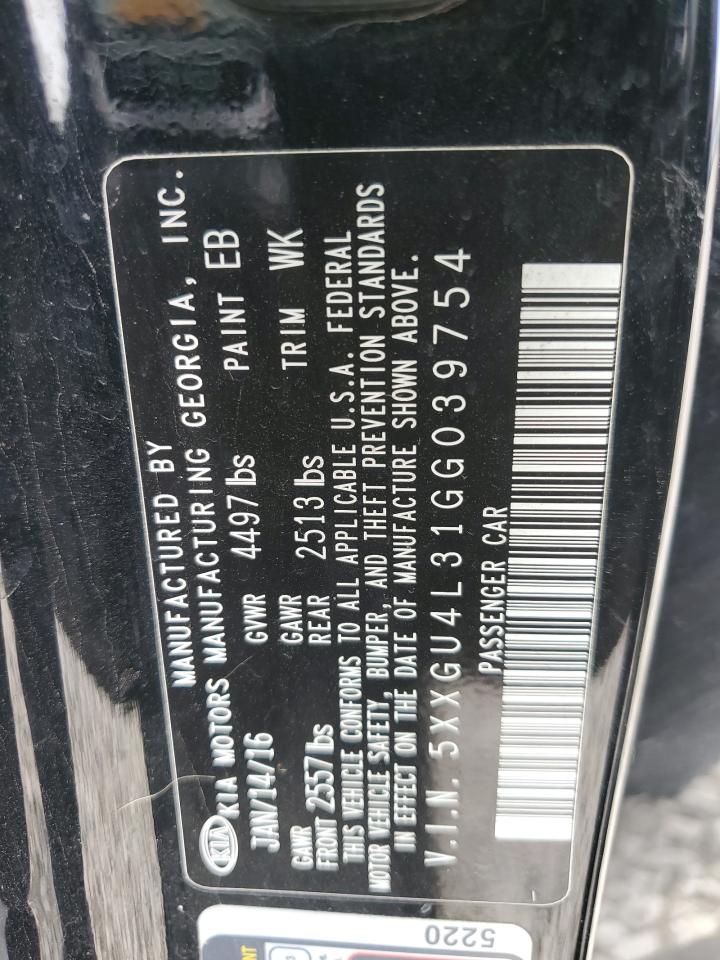 MANUFACTURED BY
KIA KIA MOTORS MANUFACTURING GEORGIA, INC.
JAN/14/16 GVWR 4497 lbs PAINT EB
GAWR FRONT 2557 lbs GAWR REAR 2513 lbs TRIM WK
THIS VEHICLE CONFORMS TO ALL APPLICABLE U.S.A. FEDERAL
MOTOR VEHICLE SAFETY, BUMPER, AND THEFT PREVENTION STANDARDS
IN EFFECT ON THE DATE OF MANUFACTURE SHOWN ABOVE.
V.I.N. 5XXGU4L31GG039754
PASSENGER CAR
5220